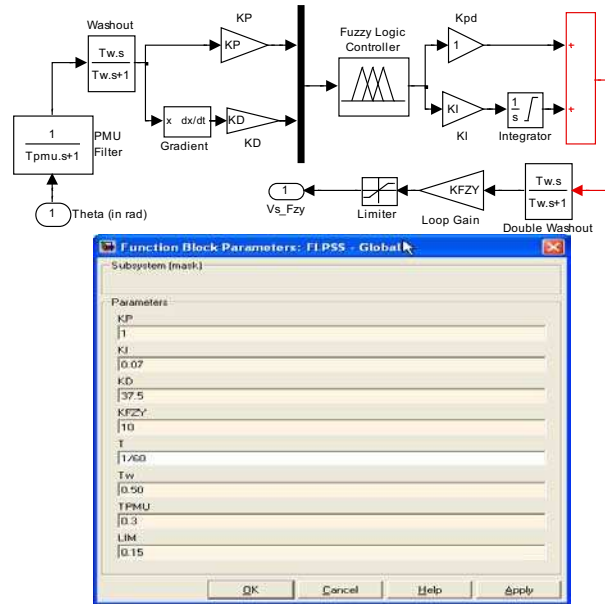 Washout
Tw.s
Tw.s+1
KP
KP
x dx/dt
Gradient
KD
KD
Fuzzy Logic
Controller
Kpd
1
KI
KI
1
s
Integrator
+
+
1
Tpmu.s+1
PMU
Filter
1
Theta (in rad)
1
Vs_Fzy
Limiter
KFZY
Loop Gain
Tw.s
Tw.s+1
Double Washout
Function Block Parameters: FLPSS - Global
Subsystem (mask)
Parameters
KP
1
KI
0.07
KD
37.5
KFZY
10
T
1/60
Tw
0.50
TPMU
0.3
LIM
0.15
OK
Cancel
Help
Apply